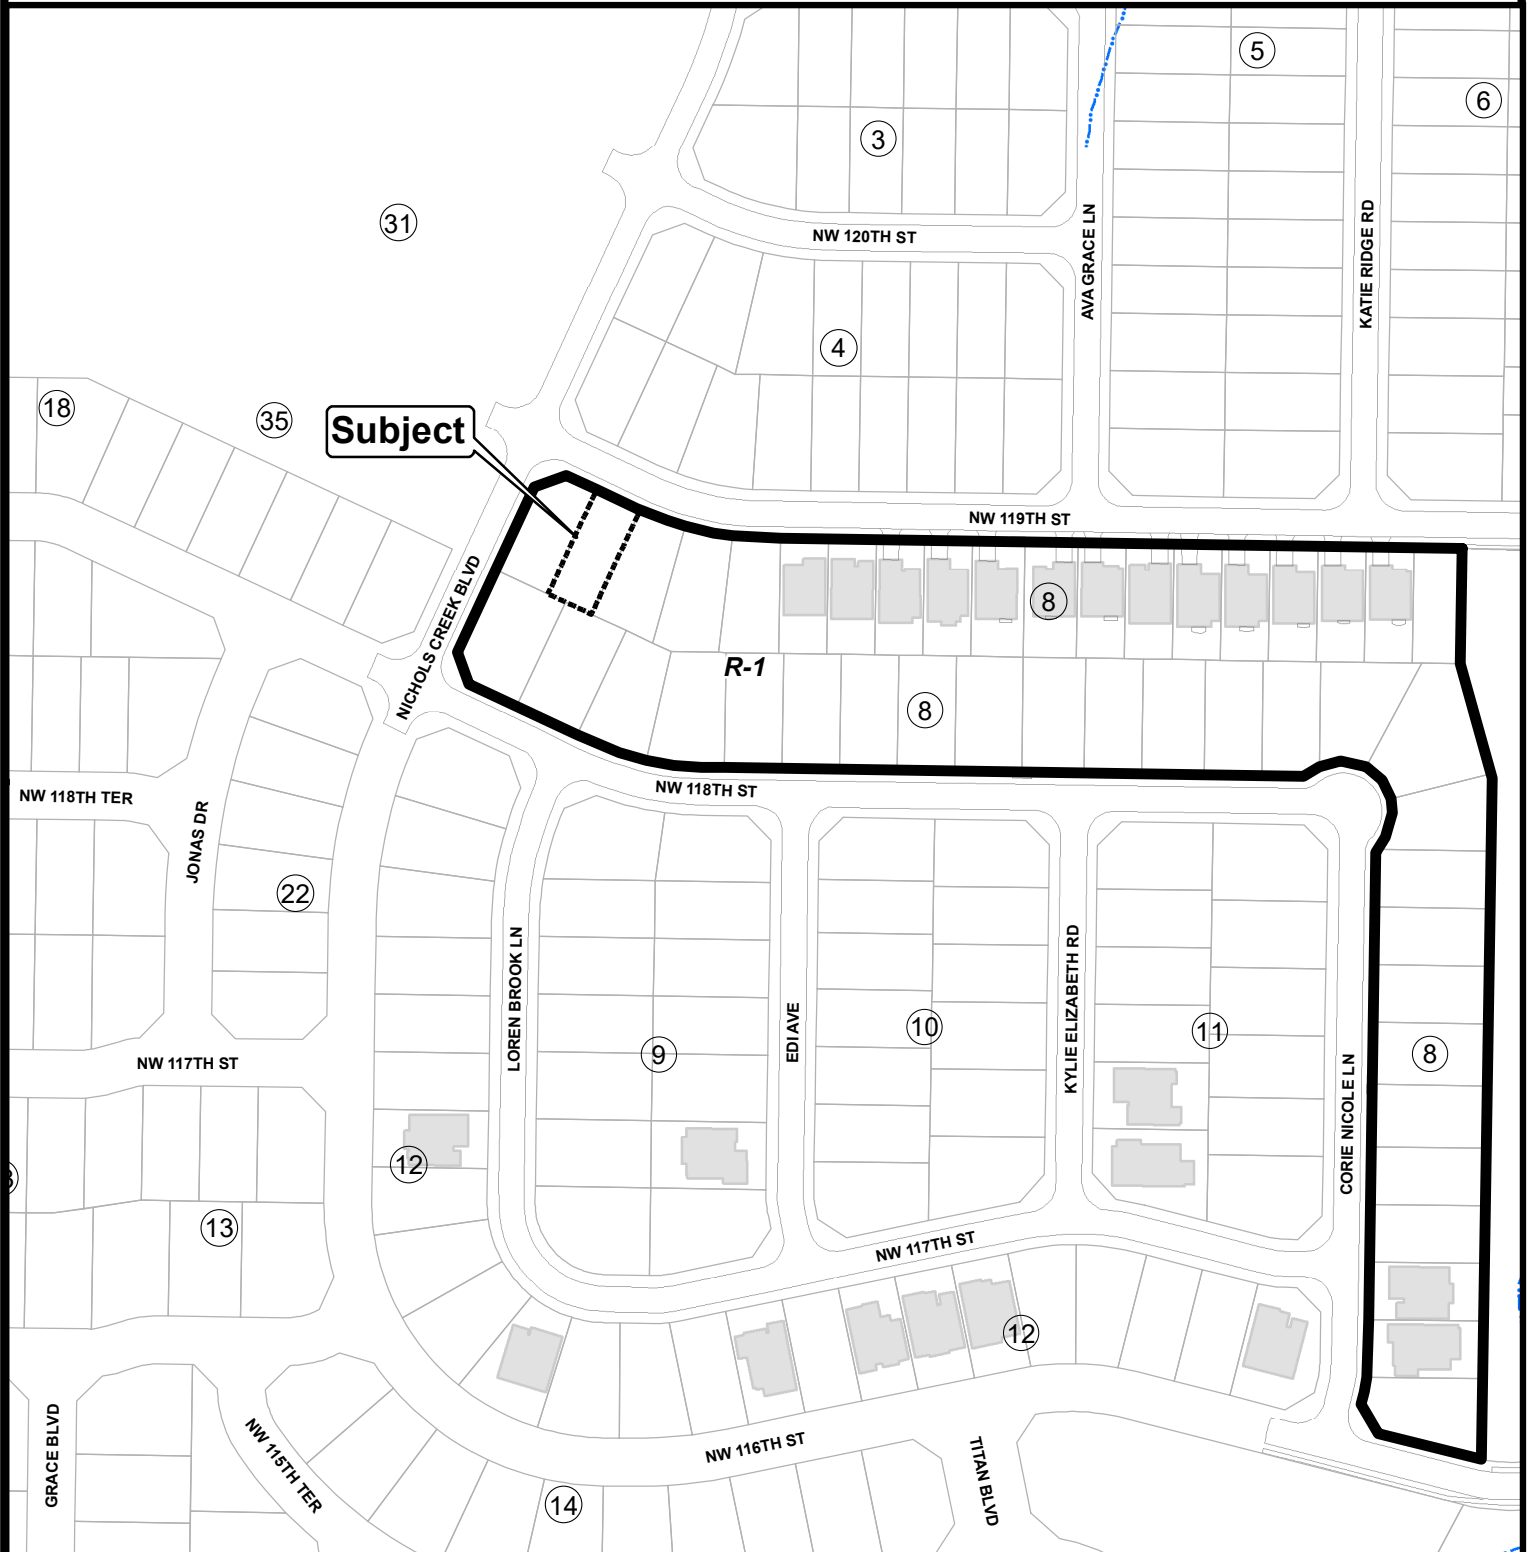 5
6
3
31
NW 120TH ST
AVA GRACE LN
KATIE RIDGE RD
4
18
35
Subject
NW 119TH ST
NICHOLS CREEK BLVD
8
R-1
8
NW 118TH ST
NW 118TH TER
JONAS DR
22
LOREN BROOK LN
9
EDI AVE
10
KYLIE ELIZABETH RD
11
CORIE NICOLE LN
8
NW 117TH ST
12
13
NW 117TH ST
12
GRACE BLVD
NW 115TH TER
NW 116TH ST
TITAN BLVD
14